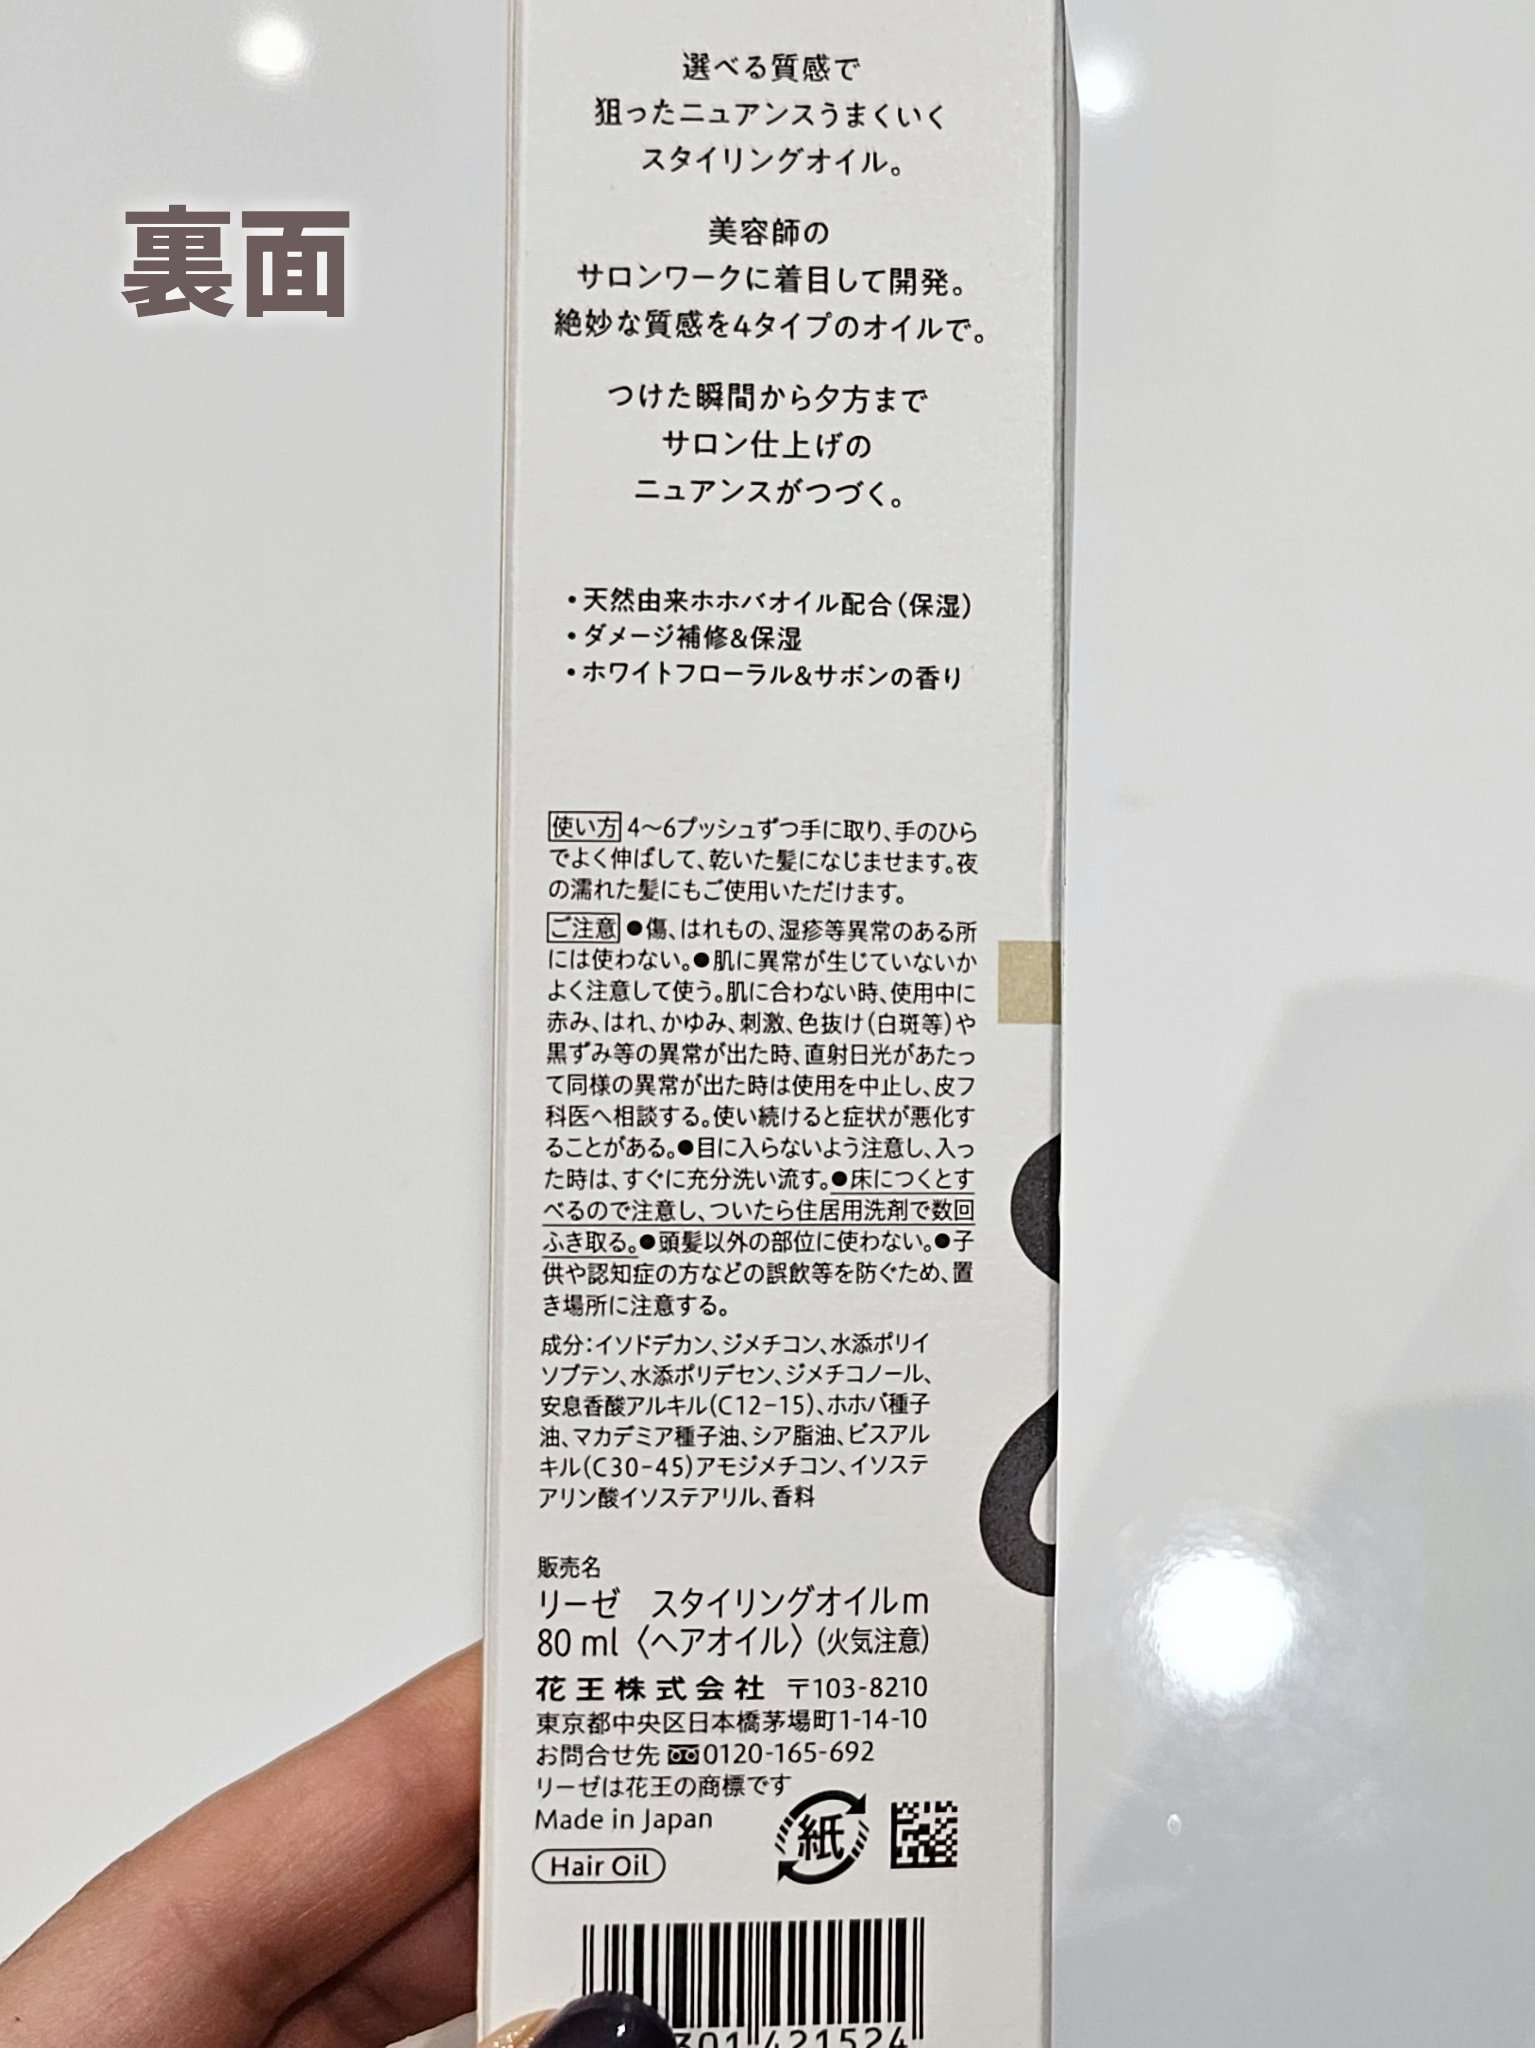 裏面
選べる質感で
狙ったニュアンスうまくいく
スタイリングオイル。
美容師の
サロンワークに着目して開発。
絶妙な質感を4タイプのオイルで。
つけた瞬間から夕方まで
サロン仕上げの
ニュアンスがつづく。
・天然由来ホホバオイル配合(保湿)
・ダメージ補修&保湿
・ホワイトフローラル&サボンの香り
使い方 4〜6プッシュずつ手に取り、手のひら
でよく伸ばして、乾いた髪になじませます。夜
の濡れた髪にもご使用いただけます。
ご注意 ●傷、はれもの、湿疹等異常のある所
には使わない。●肌に異常が生じていないか
よく注意して使う。肌に合わない時、使用中に
赤み、はれ、かゆみ、刺激、色抜け(白斑等)や
黒ずみ等の異常が出た時、直射日光があたっ
て同様の異常が出た時は使用を中止し、皮フ
科医へ相談する。使い続けると症状が悪化す
ることがある。●目に入らないよう注意し、入っ
た時は、すぐに充分洗い流す。●床につくとす
べるので注意し、ついたら住居用洗剤で数回
ふき取る。●頭髪以外の部位に使わない。●子
供や認知症の方などの誤飲等を防ぐため、置
き場所に注意する。
成分:イソドデカン、ジメチコン、水添ポリイ
ソブテン、水添ポリデセン、ジメチコノール、
安息香酸アルキル(C12-15)、ホホバ種子
油、マカデミア種子油、シア脂油、ビスアル
キル(C30-45)アモジメチコン、イソステ
アリン酸イソステアリル、香料
販売名
リーゼ スタイリングオイルm
80 ml〈ヘアオイル〉(火気注意)
花王株式会社 〒103-8210
東京都中央区日本橋茅場町1-14-10
お問合せ先 0120-165-692
リーゼは花王の商標です
Made in Japan
紙
Hair Oil
301 421524